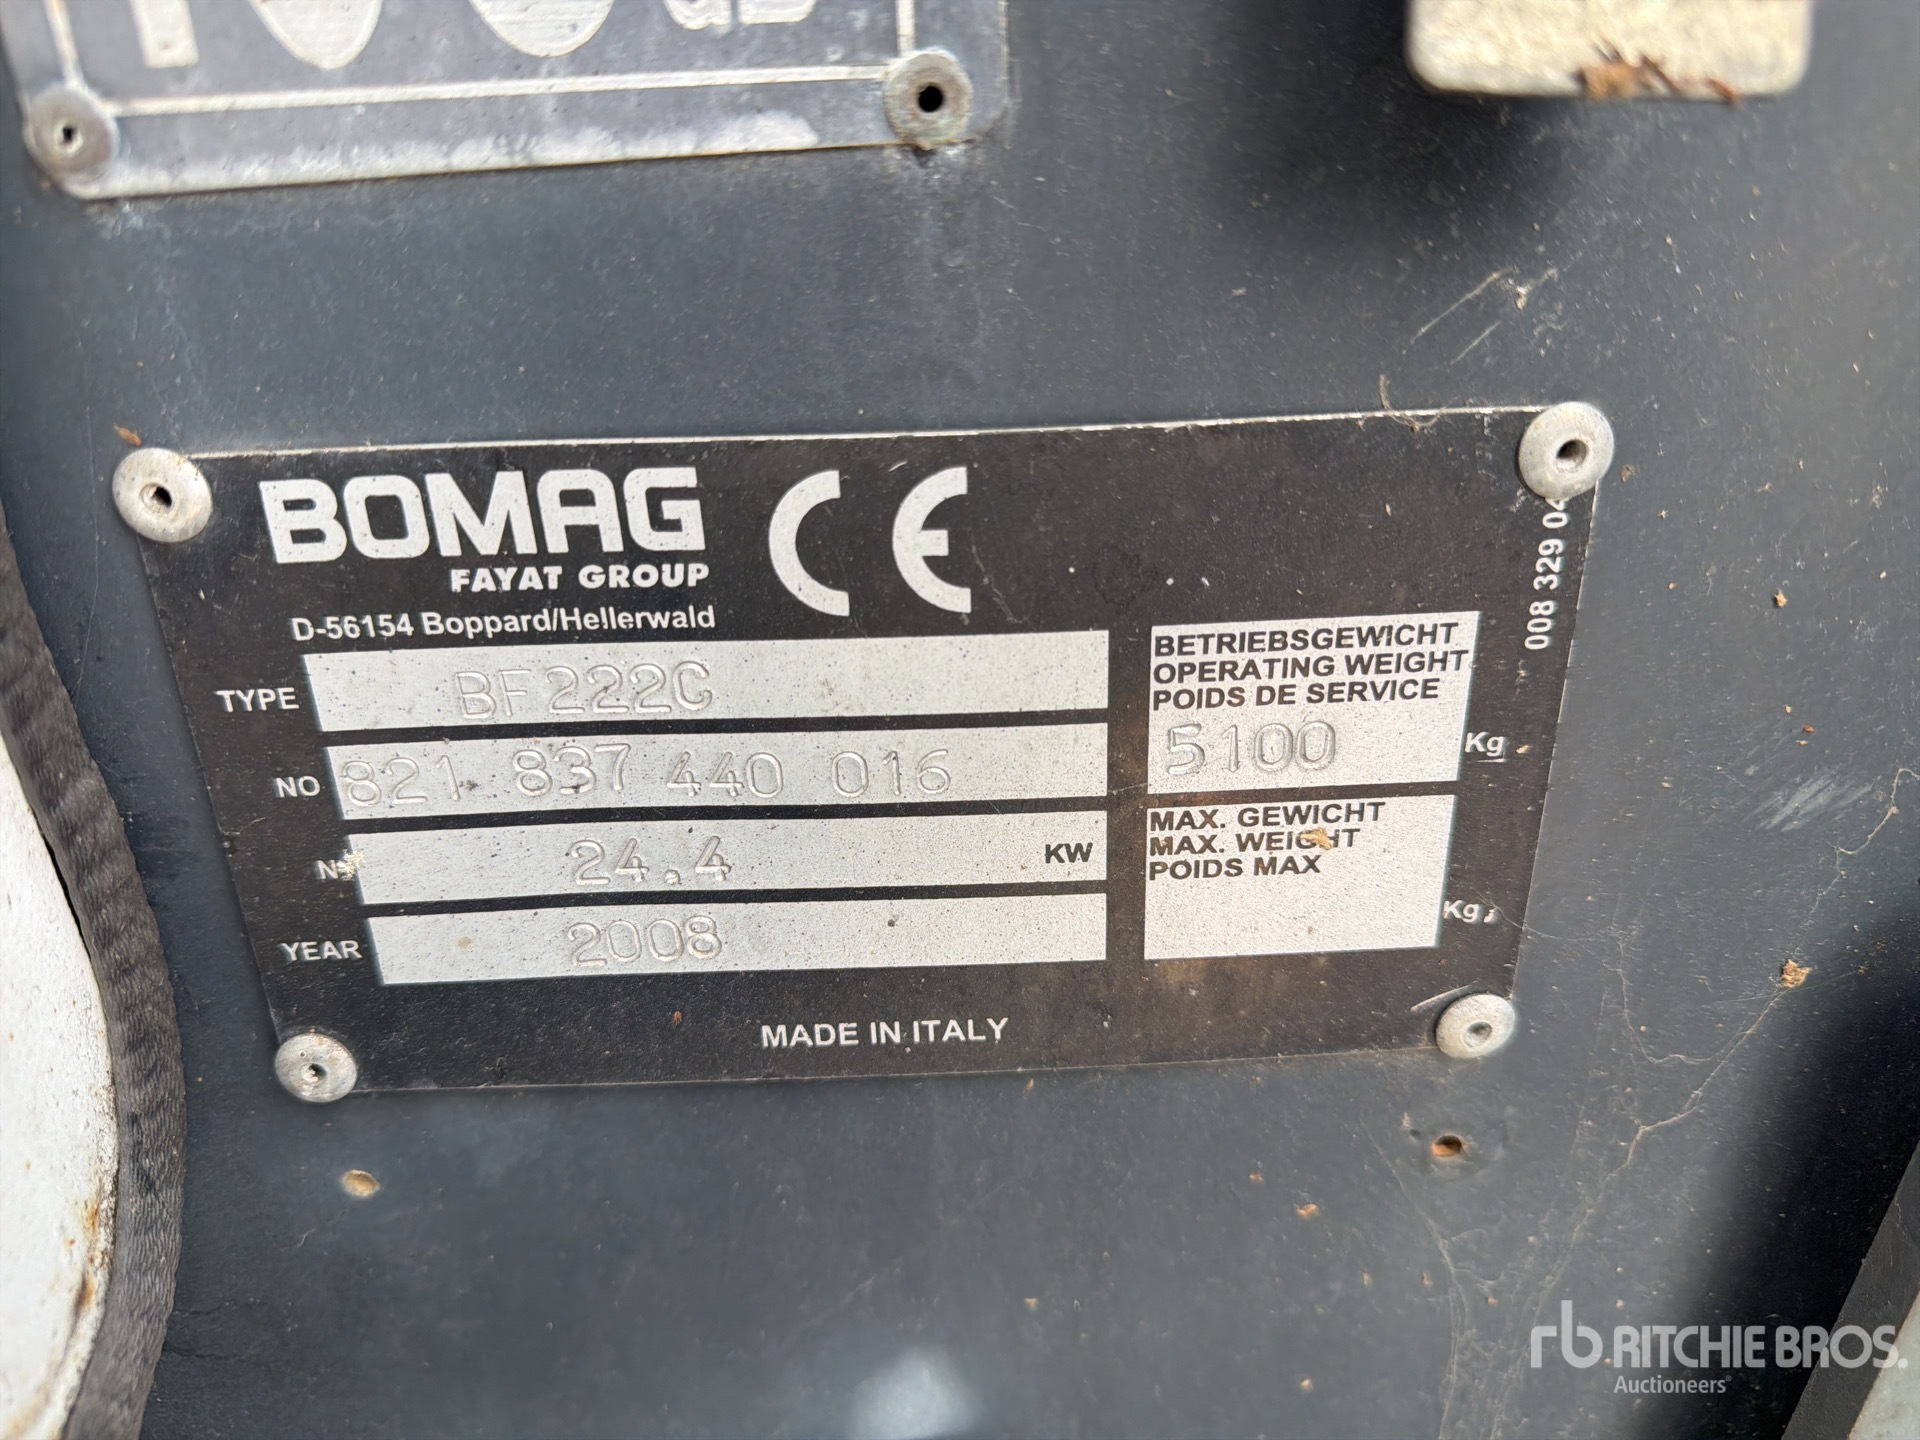 BOMAG
FAYAT GROUP
CE
D-56154 Boppard/Hellerwald
TYPE BF222C
NO 821 837 440 016
24.4 KW
YEAR 2008
MADE IN ITALY
BETRIEBSGEWICHT
OPERATING WEIGHT
POIDS DE SERVICE
5100 Kg
MAX. GEWICHT
MAX. WEIGHT
POIDS MAX
Kg
008 329
rb RITCHIE BROS.
Auctioneers